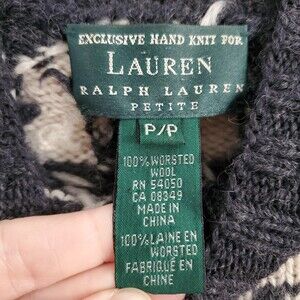 EXCLUSIVE HAND KNIT FOR
LAUREN
RALPH LAUREN
PETITE
P/P
100% WORSTED
WOOL
RN 54050
CA 08349
MADE IN
CHINA
100% LAINE EN
WORSTED
FABRIQUÉ EN
CHINE